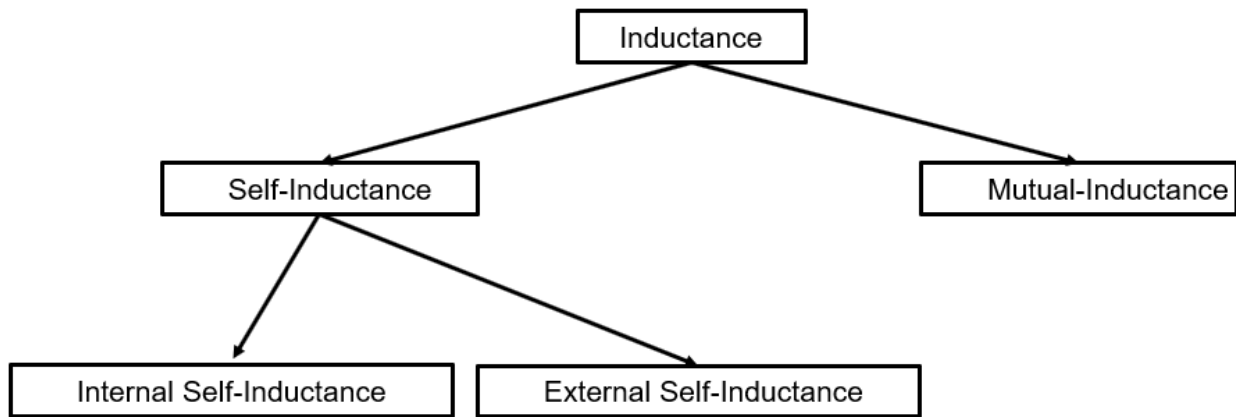 Inductance
Self-Inductance
Mutual-Inductance
Internal Self-Inductance
External Self-Inductance